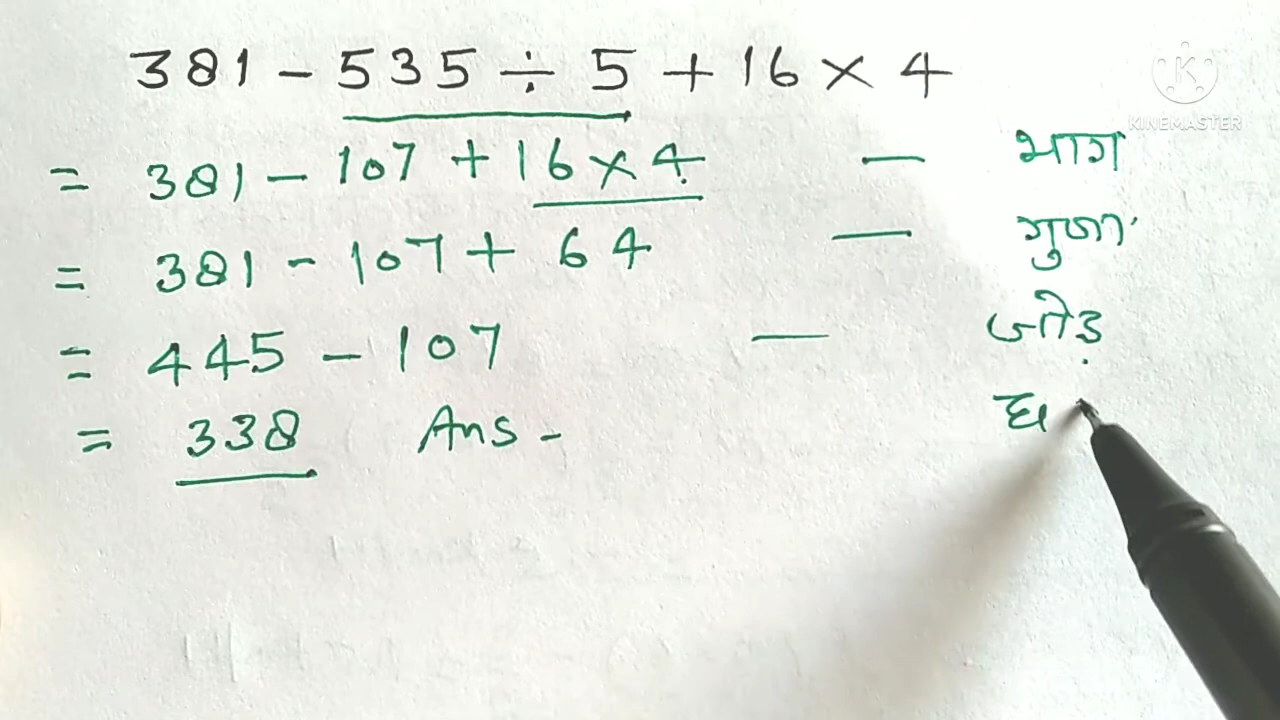 381 - 535 ÷ 5 + 16 × 4
KINEMASTER
= 381 - 107 + 16 × 4 — भाग
= 381 - 107 + 64 — गुणा
= 445 - 107 — जोड़
= 338 Ans - घ